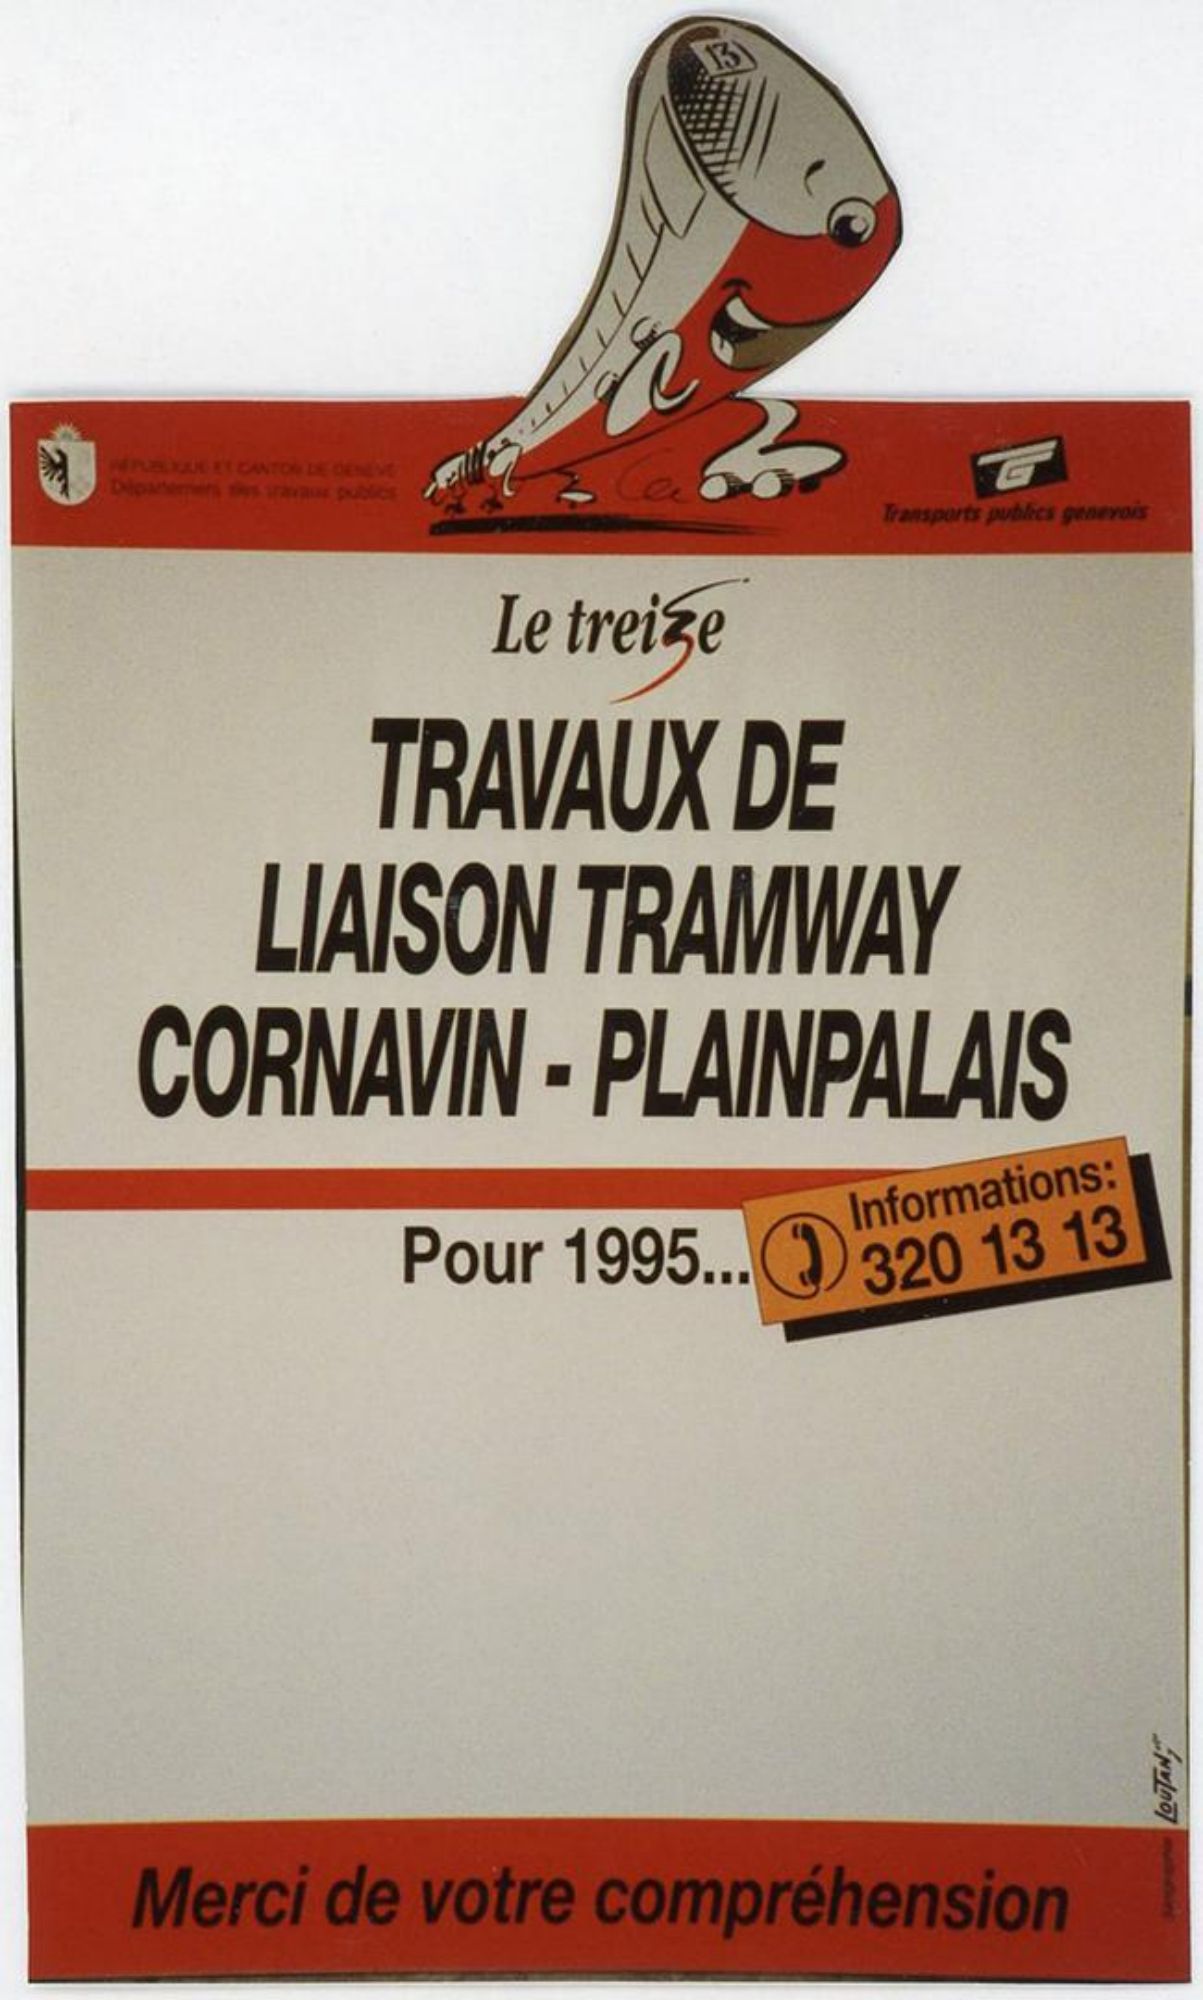 13
RÉPUBLIQUE ET CANTON DE GENÈVE
Département des travaux publics
Transports publics genevois
Le treize
TRAVAUX DE
LIAISON TRAMWAY
CORNAVIN - PLAINPALAIS
Informations:
320 13 13
Pour 1995...
LOUTAN
Merci de votre compréhension